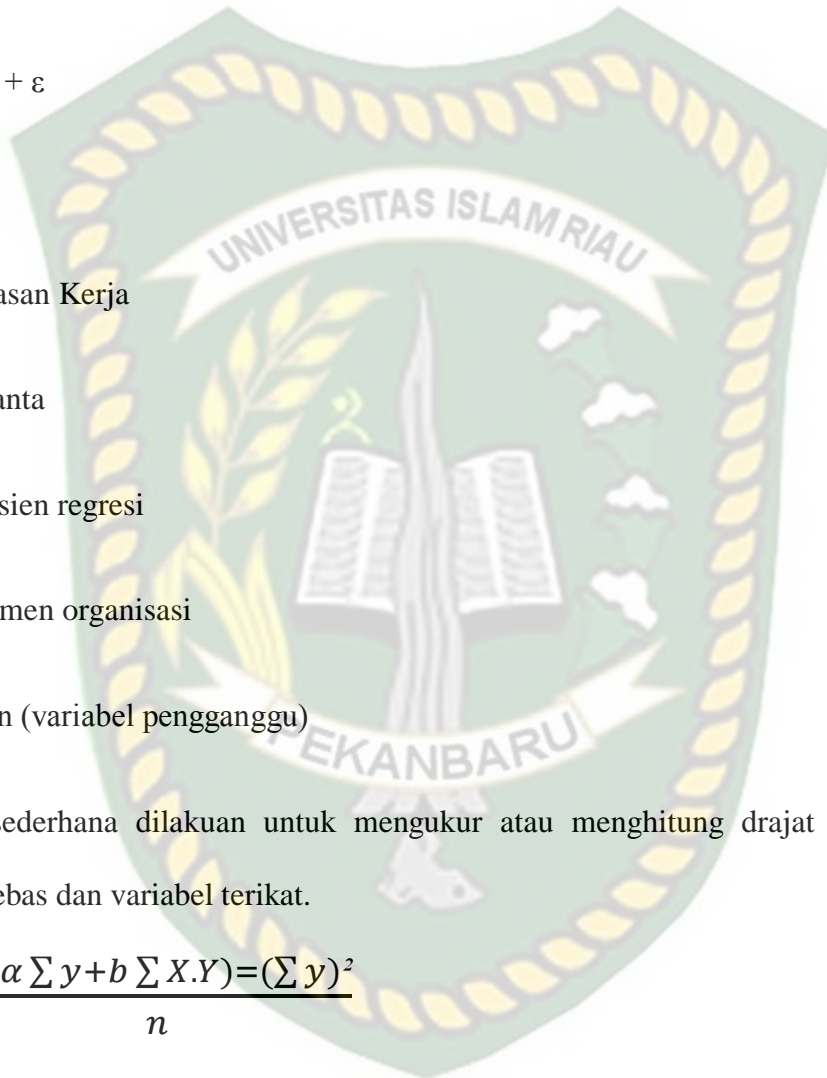 + ε
UNIVERSITAS ISLAM RIAU
asan Kerja
anta
sien regresi
men organisasi
n (variabel pengganggu)
PEKANBARU
sederhana dilakuan untuk mengukur atau menghitung drajat
ebas dan variabel terikat.
α ∑ y+b ∑ X.Y)=(∑ y)²
n